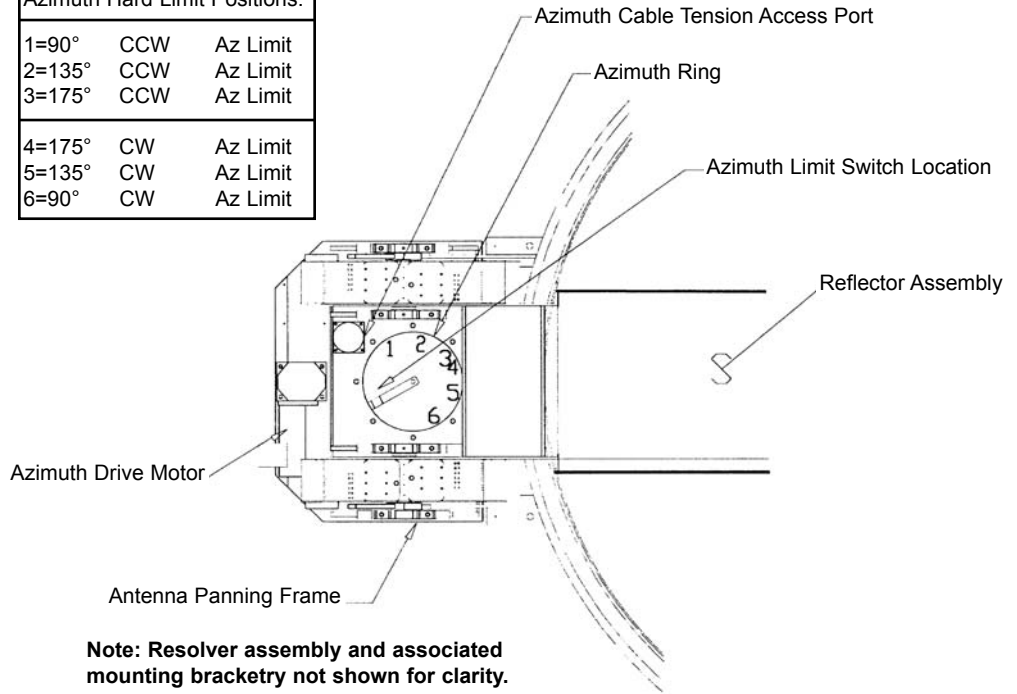 Azimuth Hard Limit Positions:
1=90° CCW Az Limit
2=135° CCW Az Limit
3=175° CCW Az Limit
4=175° CW Az Limit
5=135° CW Az Limit
6=90° CW Az Limit
Azimuth Cable Tension Access Port
Azimuth Ring
Azimuth Limit Switch Location
Reflector Assembly
1
2
3
4
5
6
Azimuth Drive Motor
Antenna Panning Frame
Note: Resolver assembly and associated
mounting bracketry not shown for clarity.